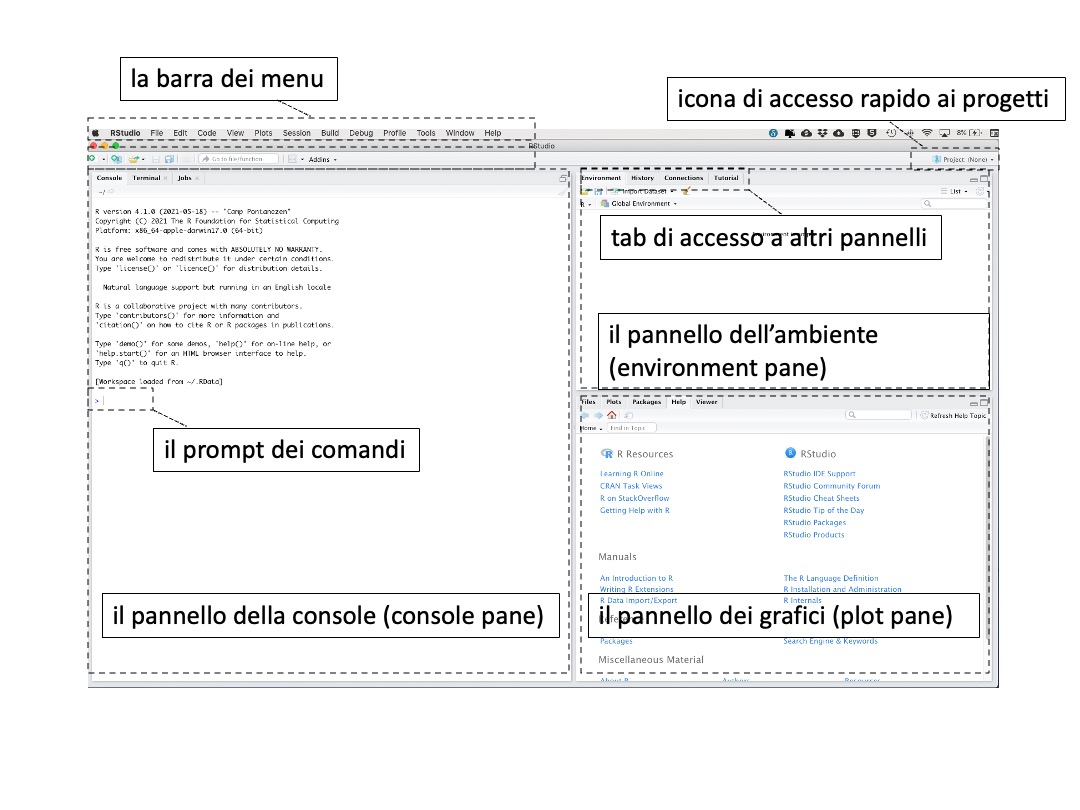 la barra dei menu
icona di accesso rapido ai progetti
RStudio File Edit Code View Plots Session Build Debug Profile Tools Window Help
8%
RStudio
Go to file/function Addins
Project: (None)
Console Terminal Jobs
~/
R version 4.1.0 (2021-05-18) -- "Camp Pontanezen"
Copyright (C) 2021 The R Foundation for Statistical Computing
Platform: x86_64-apple-darwin17.0 (64-bit)
R is free software and comes with ABSOLUTELY NO WARRANTY.
You are welcome to redistribute it under certain conditions.
Type 'license()' or 'licence()' for distribution details.
Natural language support but running in an English locale
R is a collaborative project with many contributors.
Type 'contributors()' for more information and
'citation()' on how to cite R or R packages in publications.
Type 'demo()' for some demos, 'help()' for on-line help, or
'help.start()' for an HTML browser interface to help.
Type 'q()' to quit R.
[Workspace loaded from ~/.RData]
>
il prompt dei comandi
il pannello della console (console pane)
Environment History Connections Tutorial
Import Dataset List
R Global Environment
tab di accesso a altri pannelli
il pannello dell’ambiente
(environment pane)
Files Plots Packages Help Viewer
Refresh Help Topic
Home Find in Topic
R Resources
Learning R Online
CRAN Task Views
R on StackOverflow
Getting Help with R
RStudio
RStudio IDE Support
RStudio Community Forum
RStudio Cheat Sheets
RStudio Tip of the Day
RStudio Packages
RStudio Products
Manuals
An Introduction to R
Writing R Extensions
R Data Import/Export
The R Language Definition
R Installation and Administration
R Internals
il pannello dei grafici (plot pane)
Packages
Search Engine & Keywords
Miscellaneous Material
About R Authors Resources